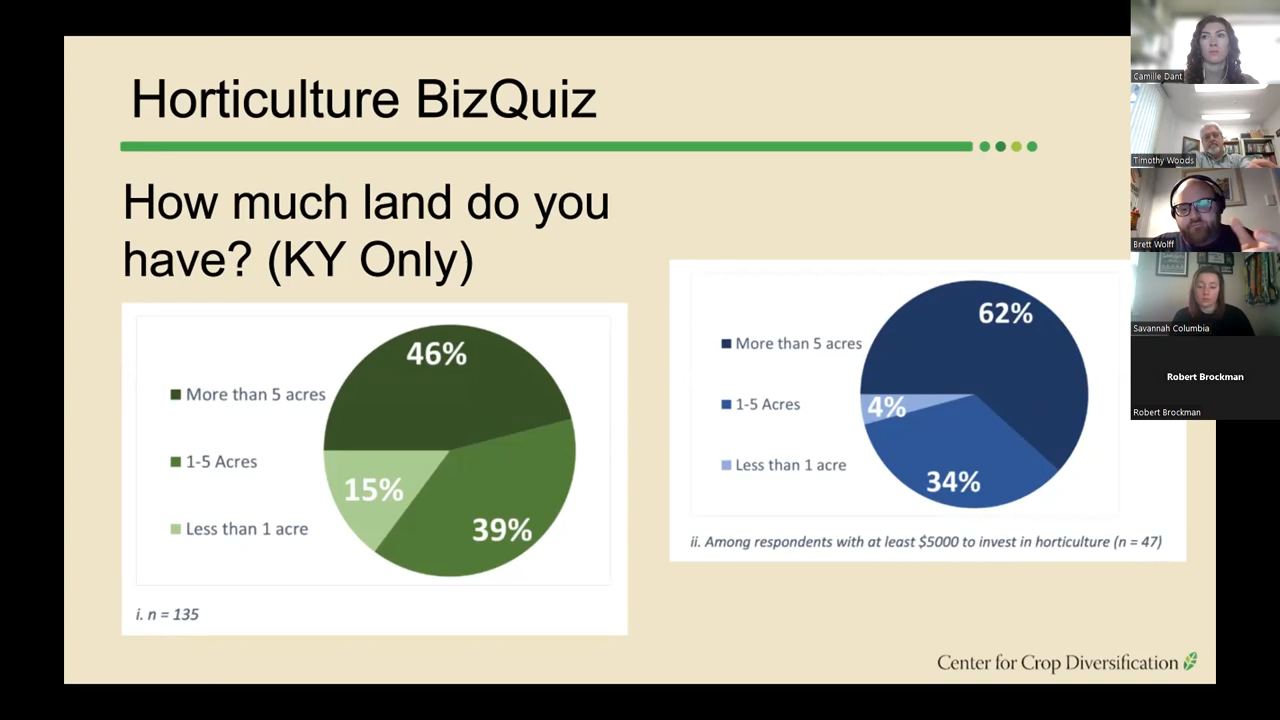 Horticulture BizQuiz
How much land do you
have? (KY Only)
46%
More than 5 acres
1-5 Acres
15%
39%
Less than 1 acre
i. n = 135
62%
More than 5 acres
1-5 Acres
4%
Less than 1 acre
34%
ii. Among respondents with at least $5000 to invest in horticulture (n = 47)
Center for Crop Diversification
Camille Dant
Timothy Woods
Brett Wolff
Savannah Columbia
Robert Brockman
Robert Brockman